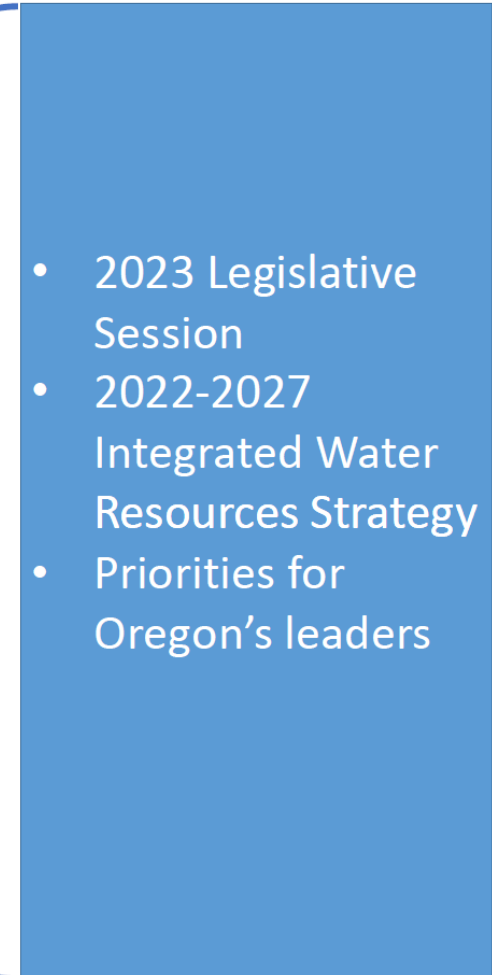 • 2023 Legislative
Session
• 2022-2027
Integrated Water
Resources Strategy
• Priorities for
Oregon’s leaders